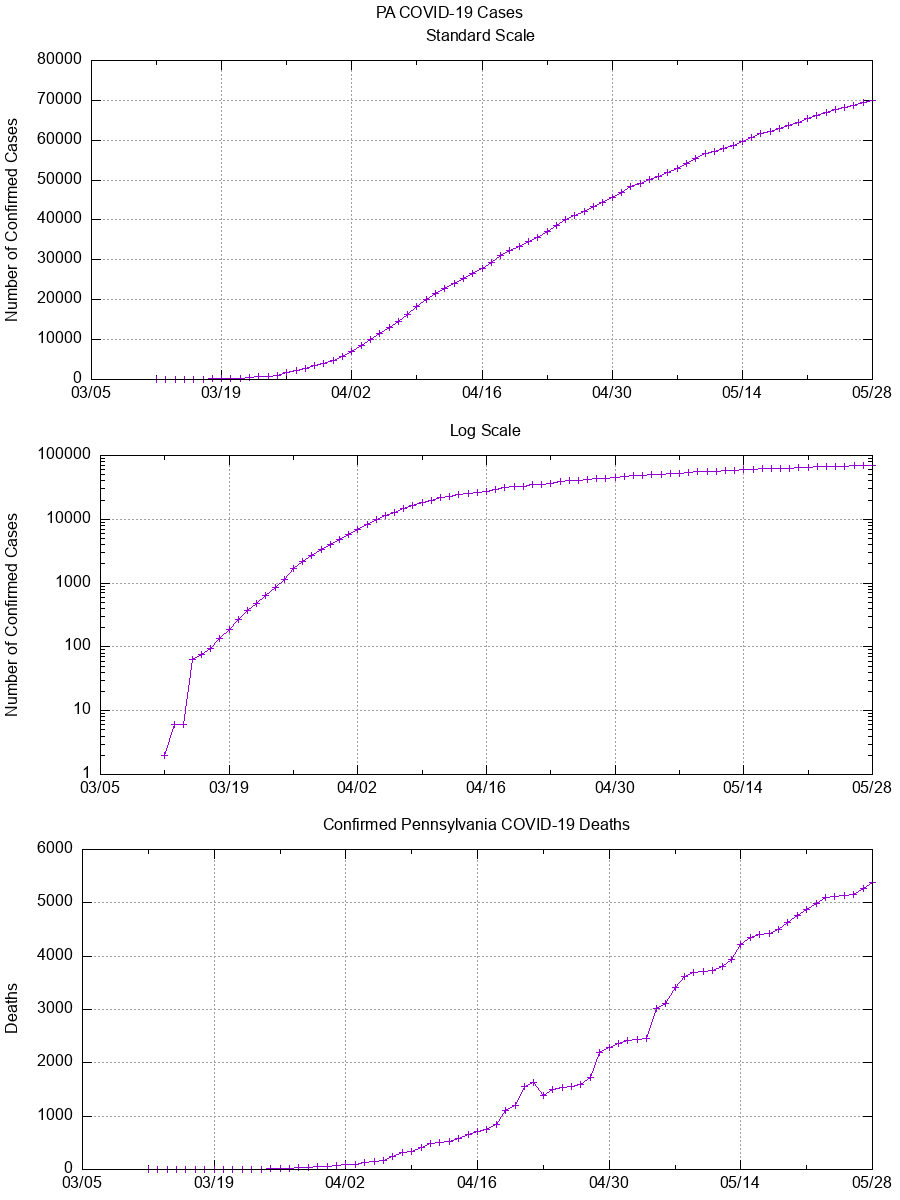 PA COVID-19 Cases
Standard Scale
80000
70000
60000
50000
40000
30000
20000
10000
0
Number of Confirmed Cases
03/05 03/19 04/02 04/16 04/30 05/14 05/28
Log Scale
100000
10000
1000
100
10
1
Number of Confirmed Cases
03/05 03/19 04/02 04/16 04/30 05/14 05/28
Confirmed Pennsylvania COVID-19 Deaths
6000
5000
4000
3000
2000
1000
0
Deaths
03/05 03/19 04/02 04/16 04/30 05/14 05/28